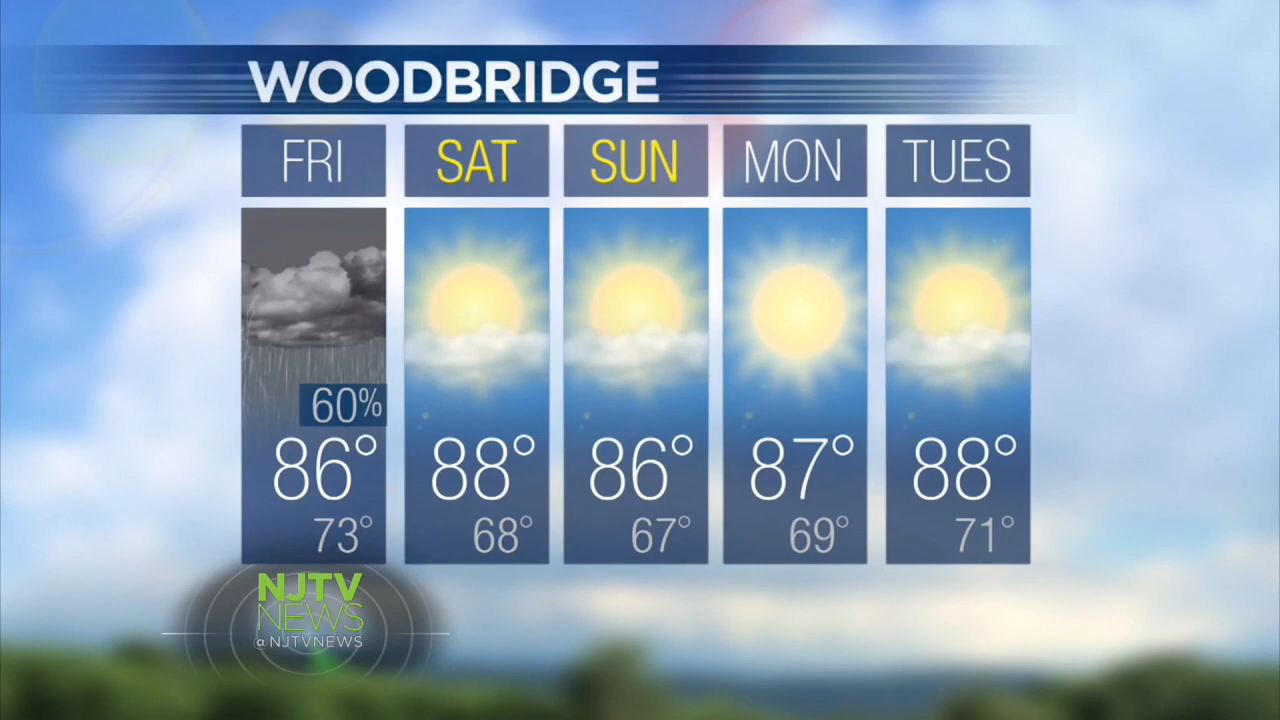 WOODBRIDGE
FRI SAT SUN MON TUES
60%
86° 88° 86° 87° 88°
73° 68° 67° 69° 71°
NJTV
NEWS
@NJTVNEWS